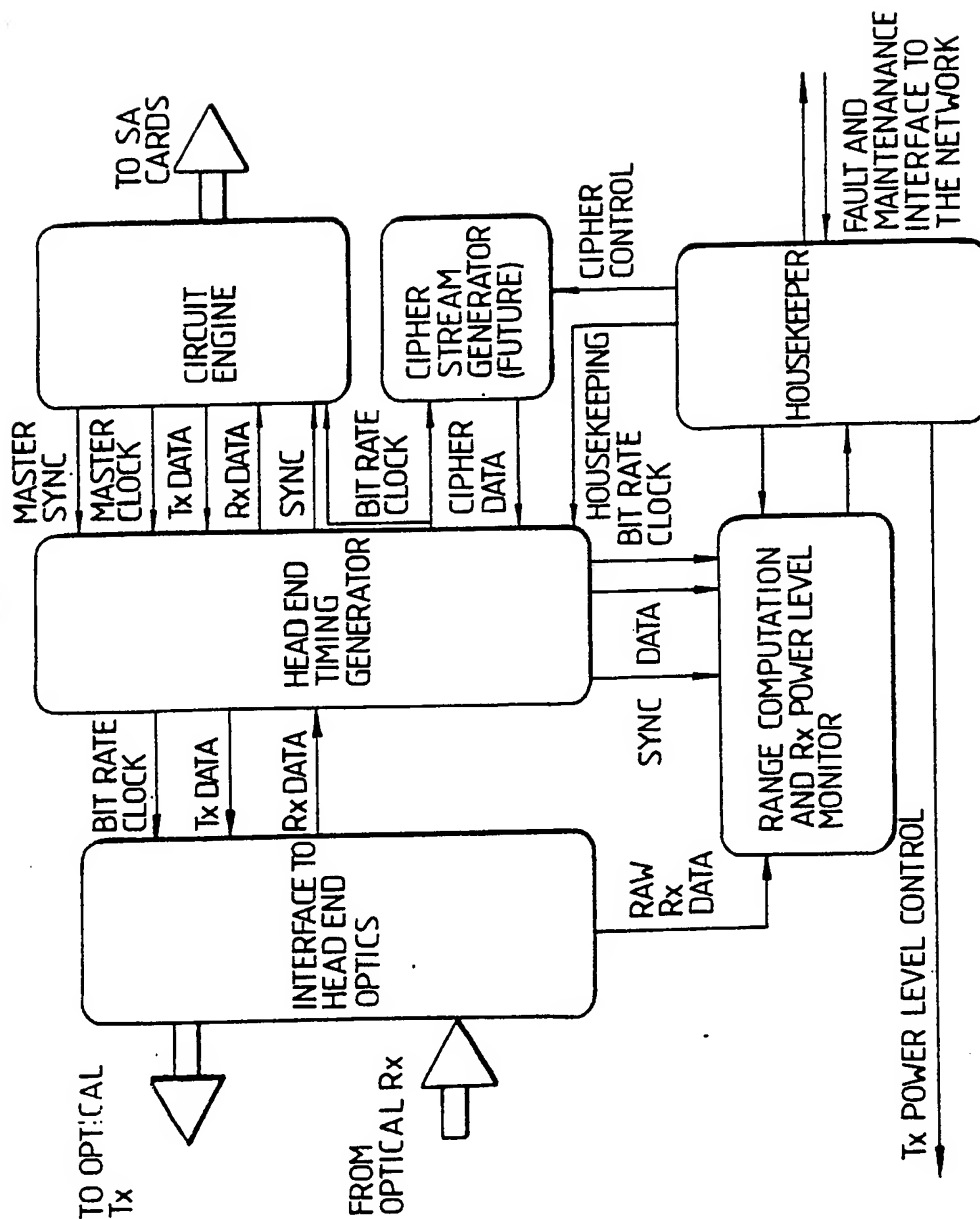 TO OPTICAL
Tx
FROM
OPTICAL Rx
INTERFACE TO
HEAD END
OPTICS
BIT RATE
CLOCK
Tx DATA
Rx DATA
RAW
Rx
DATA
HEAD END
TIMING
GENERATOR
MASTER
SYNC
MASTER
CLOCK
Tx DATA
Rx DATA
SYNC
BIT RATE
CLOCK
CIPHER
DATA
HOUSEKEEPING
BIT RATE
CLOCK
SYNC
DATA
CIRCUIT
ENGINE
TO SA
CARDS
CIPHER
STREAM
GENERATOR
(FUTURE)
CIPHER
CONTROL
RANGE COMPUTATION
AND Rx POWER LEVEL
MONITOR
HOUSEKEEPER
FAULT AND
MAINTENANANCE
INTERFACE TO
THE NETWORK
Tx POWER LEVEL CONTROL